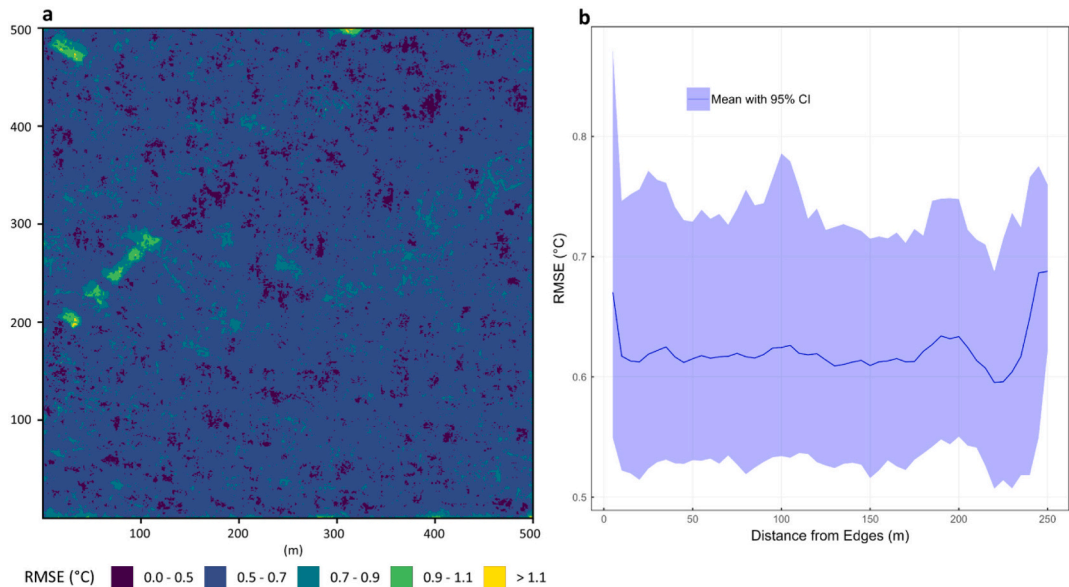 a
500
400
300
200
100
100 200 300 400 500
(m)
RMSE (°C) 0.0 - 0.5 0.5 - 0.7 0.7 - 0.9 0.9 - 1.1 > 1.1
b
Mean with 95% CI
0.8
0.7
0.6
0.5
RMSE (°C)
0 50 100 150 200 250
Distance from Edges (m)